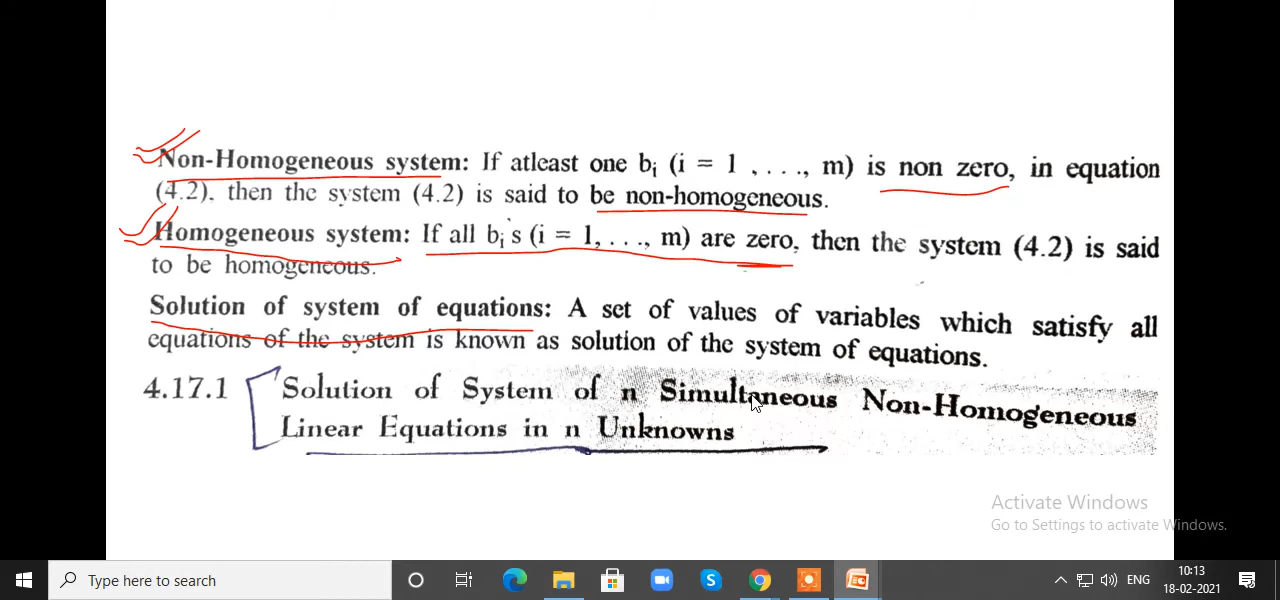 Non-Homogeneous system: If atleast one bᵢ (i = 1 , . . . ., m) is non zero, in equation
(4.2), then the system (4.2) is said to be non-homogeneous.
Homogeneous system: If all bᵢ's (i = 1, . . ., m) are zero, then the system (4.2) is said
to be homogeneous.
Solution of system of equations: A set of values of variables which satisfy all
equations of the system is known as solution of the system of equations.
4.17.1 Solution of System of n Simultaneous Non-Homogeneous
Linear Equations in n Unknowns
Activate Windows
Go to Settings to activate Windows.
Type here to search
ENG
10:13
18-02-2021